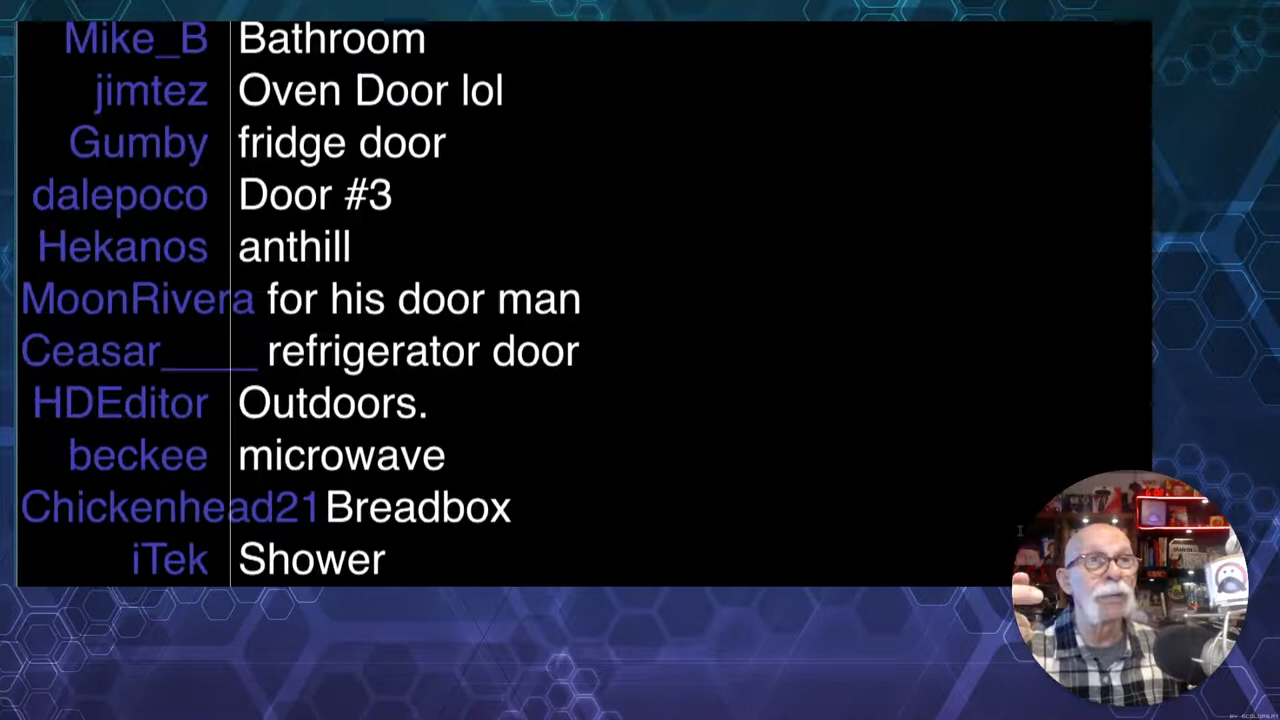 Mike_B Bathroom
jimtez Oven Door lol
Gumby fridge door
dalepoco Door #3
Hekanos anthill
MoonRivera for his door man
Ceasar____ refrigerator door
HDEditor Outdoors.
beckee microwave
Chickenhead21 Breadbox
iTek Shower